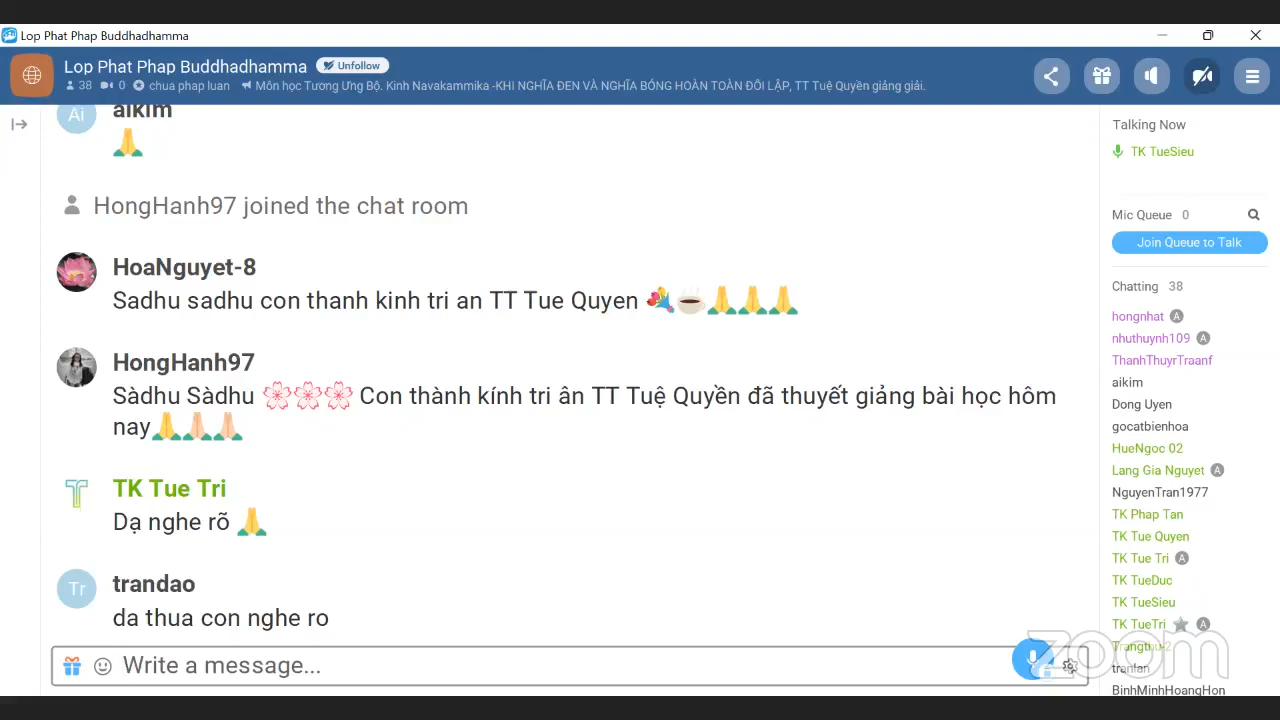 Lop Phat Phap Buddhadhamma
Lop Phat Phap Buddhadhamma Unfollow
38 0 chua phap luan Môn học Tương Ưng Bộ. Kinh Navakammika -KHI NGHĨA ĐEN VÀ NGHĨA BÓNG HOÀN TOÀN ĐỐI LẬP, TT Tuệ Quyền giảng giải.
Ai aikim
🙏
HongHanh97 joined the chat room
HoaNguyet-8
Sadhu sadhu con thanh kinh tri an TT Tue Quyen 💐☕🙏🙏🙏
HongHanh97
Sàdhu Sàdhu 🌸🌸🌸 Con thành kính tri ân TT Tuệ Quyền đã thuyết giảng bài học hôm
nay🙏🙏🏻🙏🏻
T TK Tue Tri
Dạ nghe rõ 🙏
Tr trandao
da thua con nghe ro
Write a message...
Talking Now
TK TueSieu
Mic Queue 0
Join Queue to Talk
Chatting 38
hongnhat A
nhuthuynh109 A
ThanhThuyrTraanf
aikim
Dong Uyen
gocatbienhoa
HueNgoc 02
Lang Gia Nguyet A
NguyenTran1977
TK Phap Tan
TK Tue Quyen
TK Tue Tri A
TK TueDuc
TK TueSieu
TK TueTri A
Trangthu-2
tranlan
BinhMinhHoangHon
zoom